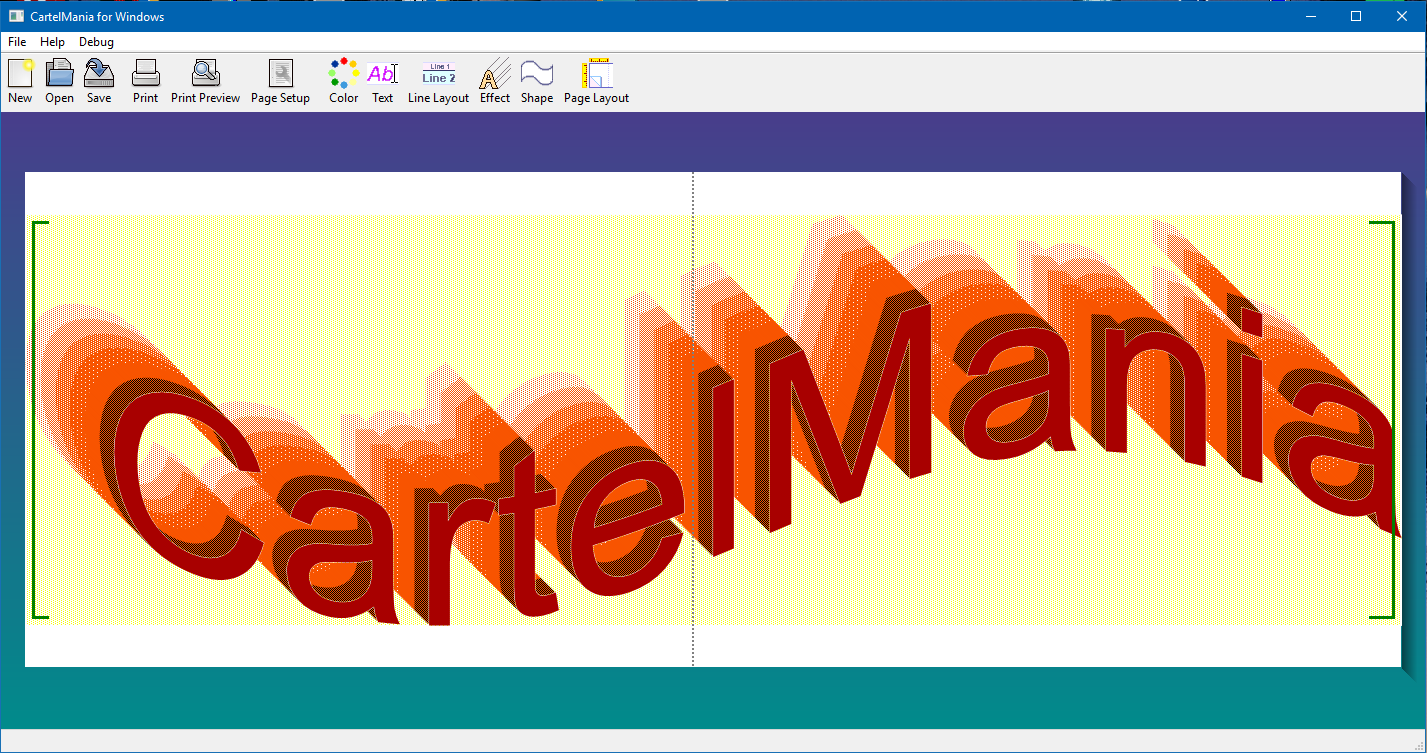 CartelMania for Windows
File Help Debug
Line 1
Ab Line 2 A
New Open Save Print Print Preview Page Setup Color Text Line Layout Effect Shape Page Layout
CartelMania